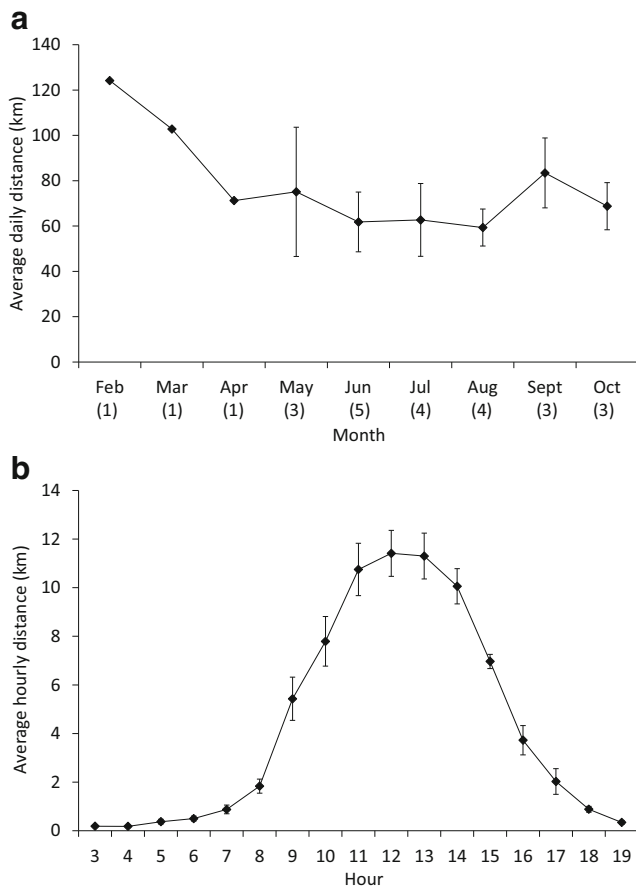 a
140
120
100
80
60
40
20
0
Average daily distance (km)
Feb Mar Apr May Jun Jul Aug Sept Oct
(1) (1) (1) (3) (5) (4) (4) (3) (3)
Month
b
14
12
10
8
6
4
2
0
Average hourly distance (km)
3 4 5 6 7 8 9 10 11 12 13 14 15 16 17 18 19
Hour